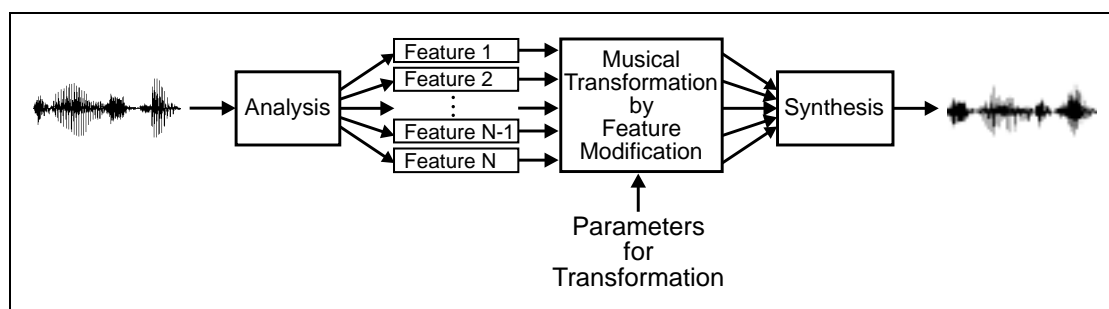 Analysis
Feature 1
Feature 2
Feature N-1
Feature N
Musical
Transformation
by
Feature
Modification
Synthesis
Parameters
for
Transformation